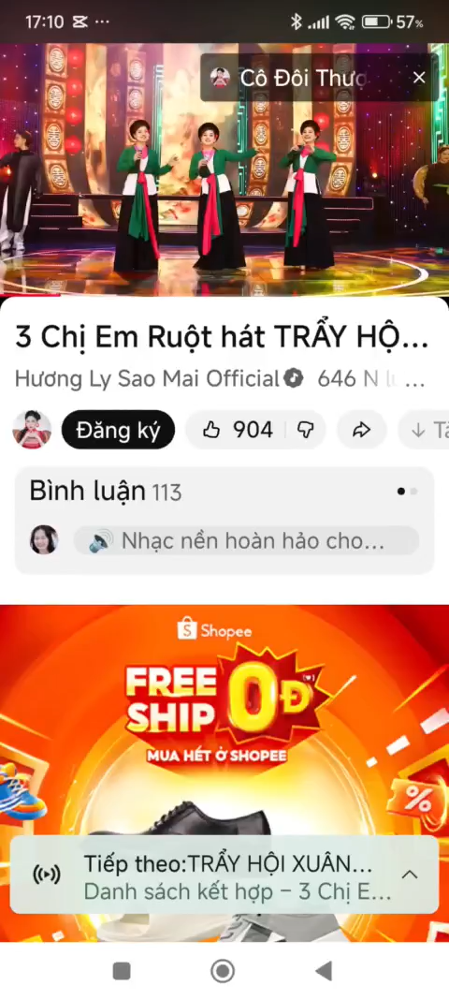 17:10 ...
57%
Cô Đôi Thượ
3 Chị Em Ruột hát TRẨY HỘ...
Hương Ly Sao Mai Official 646 N l...
Đăng ký 904 Tả
Bình luận 113
Nhạc nền hoàn hảo cho...
Shopee
FREE
SHIP 0Đ
MUA HẾT Ở SHOPEE
%
Tiếp theo:TRẨY HỘI XUÂN...
Danh sách kết hợp – 3 Chị E...